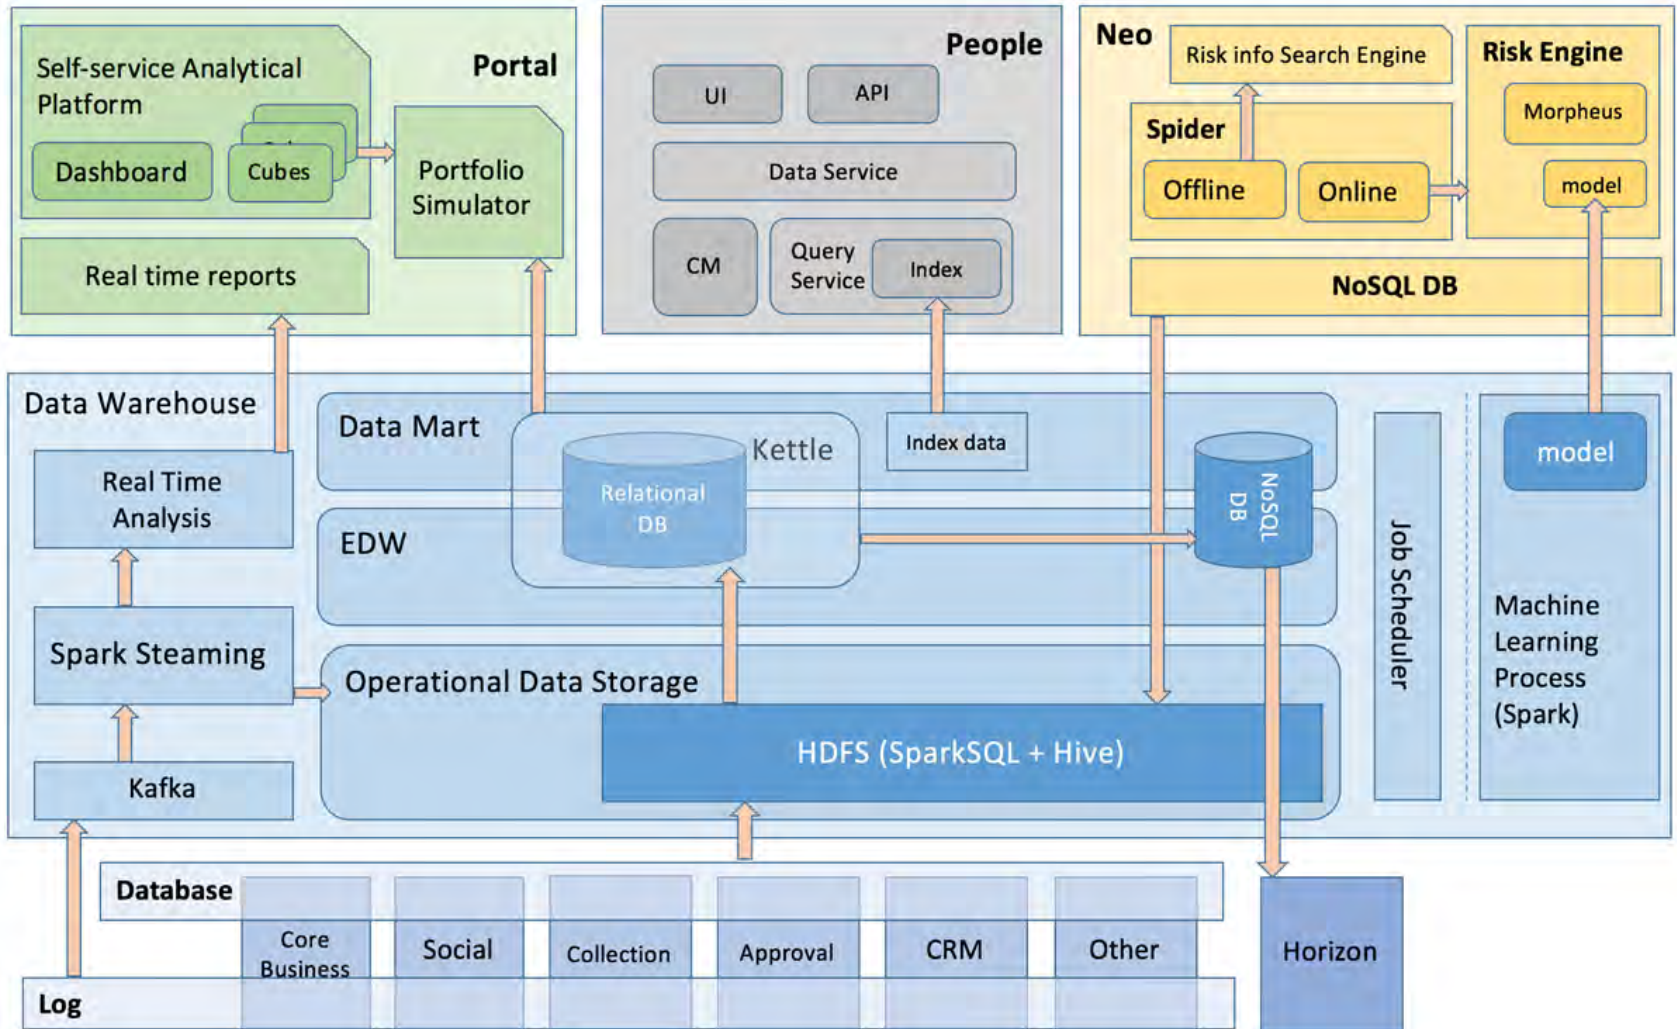 Self-service Analytical
Platform
Portal
Dashboard
Cubes
Portfolio
Simulator
Real time reports
People
UI
API
Data Service
CM
Query
Service
Index
Neo
Risk info Search Engine
Risk Engine
Morpheus
model
Spider
Offline
Online
NoSQL DB
Data Warehouse
Data Mart
Kettle
Relational
DB
Index data
NoSQL
DB
model
Real Time
Analysis
EDW
Job Scheduler
Machine
Learning
Process
(Spark)
Spark Steaming
Operational Data Storage
HDFS (SparkSQL + Hive)
Kafka
Database
Core
Business
Social
Collection
Approval
CRM
Other
Horizon
Log